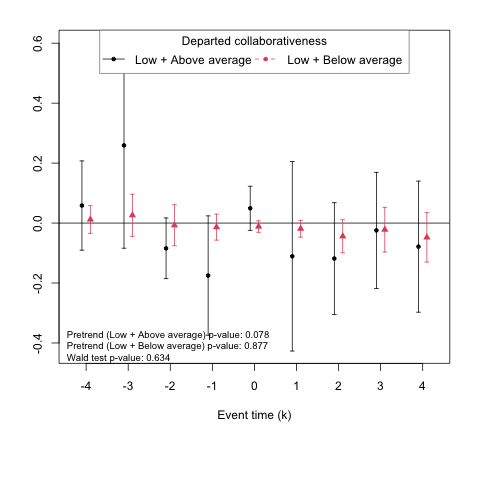 Departed collaborativeness
Low + Above average Low + Below average
0.6
0.4
0.2
0.0
-0.2
-0.4
Pretrend (Low + Above average) p-value: 0.078
Pretrend (Low + Below average) p-value: 0.877
Wald test p-value: 0.634
-4 -3 -2 -1 0 1 2 3 4
Event time (k)